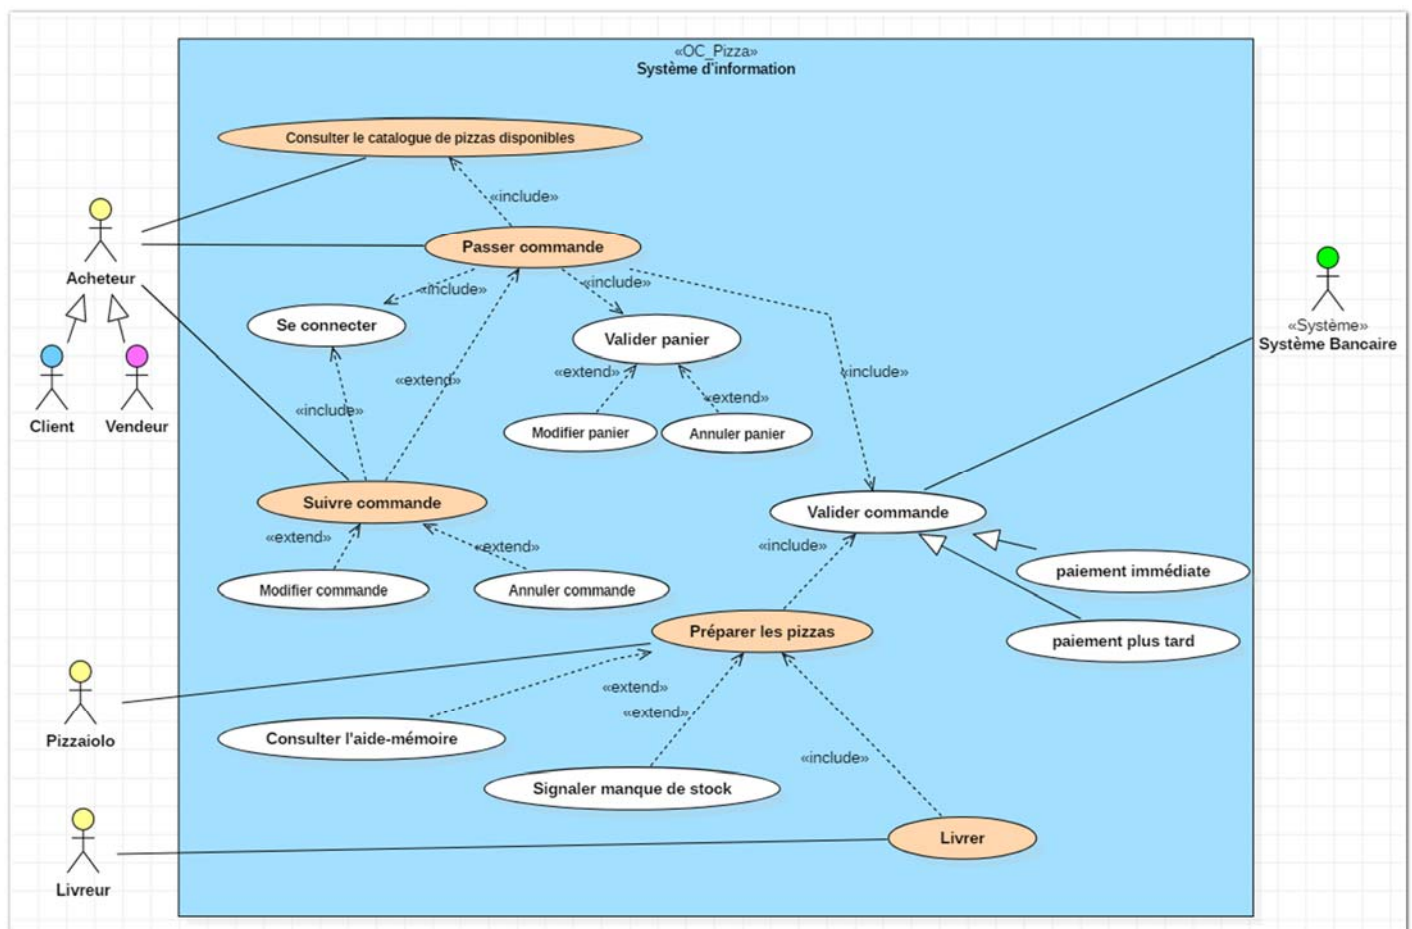 «OC_Pizza»
Système d'information
Consulter le catalogue de pizzas disponibles
«include»
Passer commande
Acheteur
«include»
«include»
Se connecter
Valider panier
«Système»
Système Bancaire
«extend»
«include»
«extend»
«extend»
«include»
Client
Vendeur
Modifier panier
Annuler panier
Suivre commande
Valider commande
«extend»
«extend»
«include»
paiement immédiate
Modifier commande
Annuler commande
Préparer les pizzas
paiement plus tard
«extend»
«extend»
Pizzaiolo
Consulter l'aide-mémoire
«include»
Signaler manque de stock
Livrer
Livreur